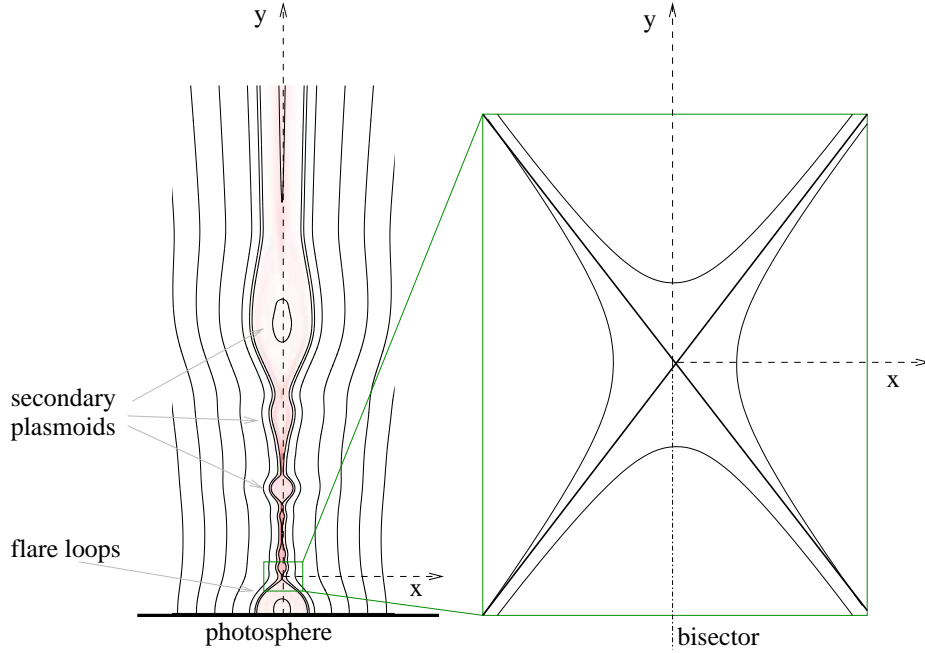 y
y
secondary
plasmoids
flare loops
x
x
photosphere
bisector